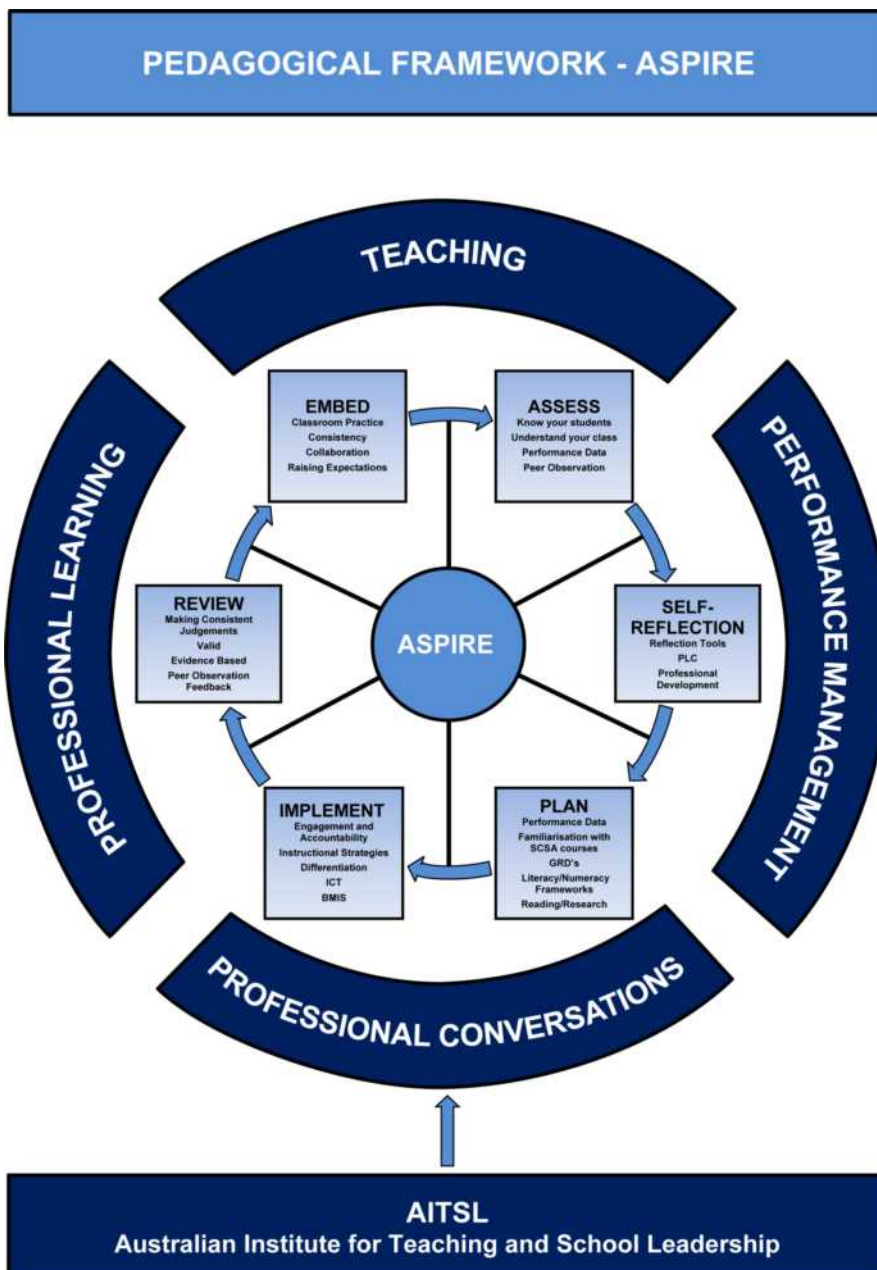 PEDAGOGICAL FRAMEWORK - ASPIRE
TEACHING
PERFORMANCE MANAGEMENT
PROFESSIONAL CONVERSATIONS
PROFESSIONAL LEARNING
ASPIRE
ASSESS
Know your students
Understand your class
Performance Data
Peer Observation
SELF-
REFLECTION
Reflection Tools
PLC
Professional
Development
PLAN
Performance Data
Familiarisation with
SCSA courses
GRD's
Literacy/Numeracy
Frameworks
Reading/Research
IMPLEMENT
Engagement and
Accountability
Instructional Strategies
Differentiation
ICT
BMIS
REVIEW
Making Consistent
Judgements
Valid
Evidence Based
Peer Observation
Feedback
EMBED
Classroom Practice
Consistency
Collaboration
Raising Expectations
AITSL
Australian Institute for Teaching and School Leadership